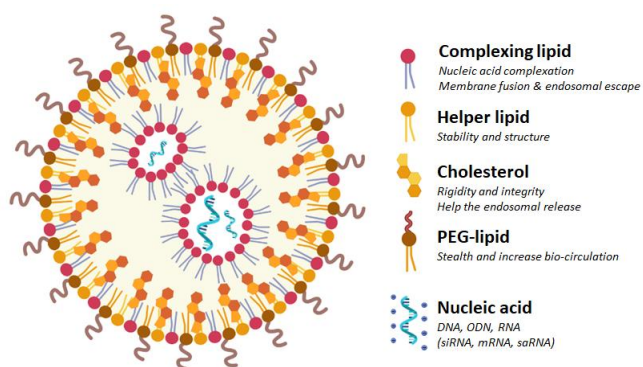 Complexing lipid
Nucleic acid complexation
Membrane fusion & endosomal escape
Helper lipid
Stability and structure
Cholesterol
Rigidity and integrity
Help the endosomal release
PEG-lipid
Stealth and increase bio-circulation
Nucleic acid
DNA, ODN, RNA
(siRNA, mRNA, saRNA)